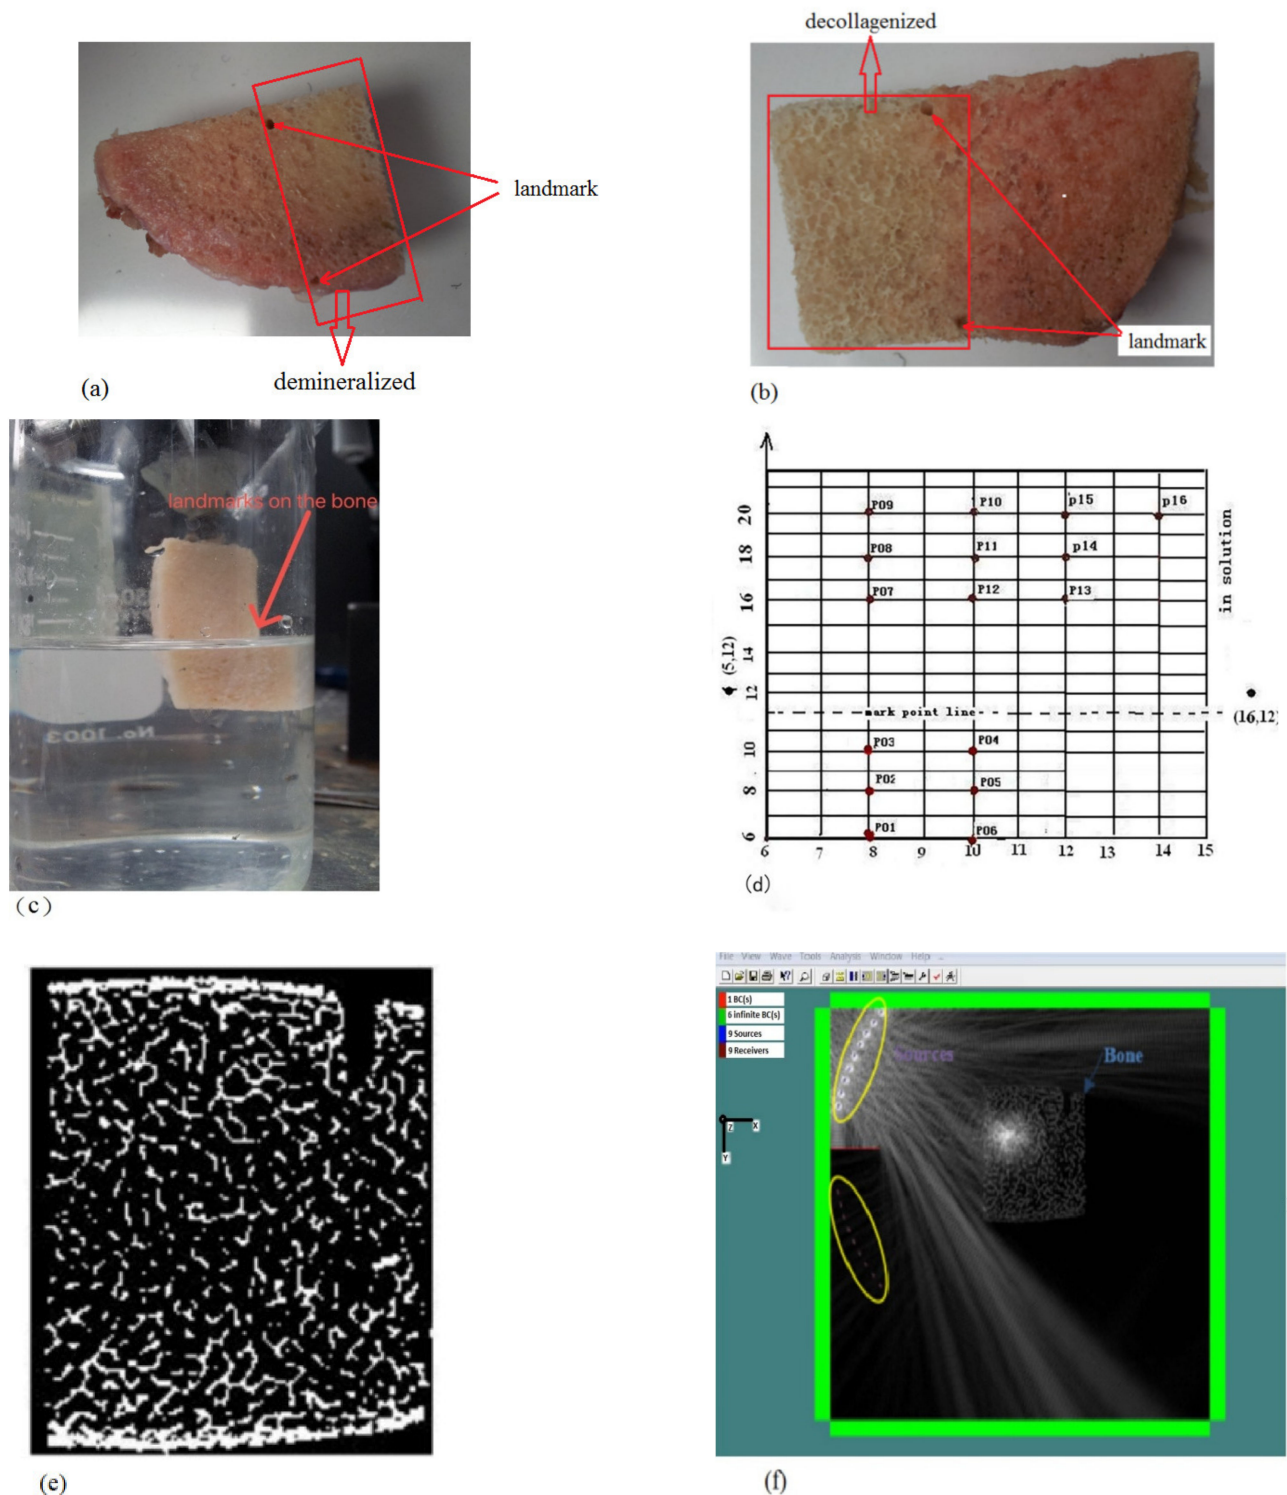 decollagenized
landmark
demineralized
(a)
landmark
(b)
landmarks on the bone
No. 1003
(c)
20
18
16
14
12
10
8
6
(5,12)
P09
P10
p15
p16
P08
P11
p14
P07
P12
P13
in solution
mark point line
(16,12)
P03
P04
P02
P05
P01
P06
6 7 8 9 10 11 12 13 14 15
(d)
(e)
File View Wave Tools Analysis Window Help
1 BC(s)
6 infinite BC(s)
9 Sources
9 Receivers
Sources
Bone
Z
X
Y
(f)